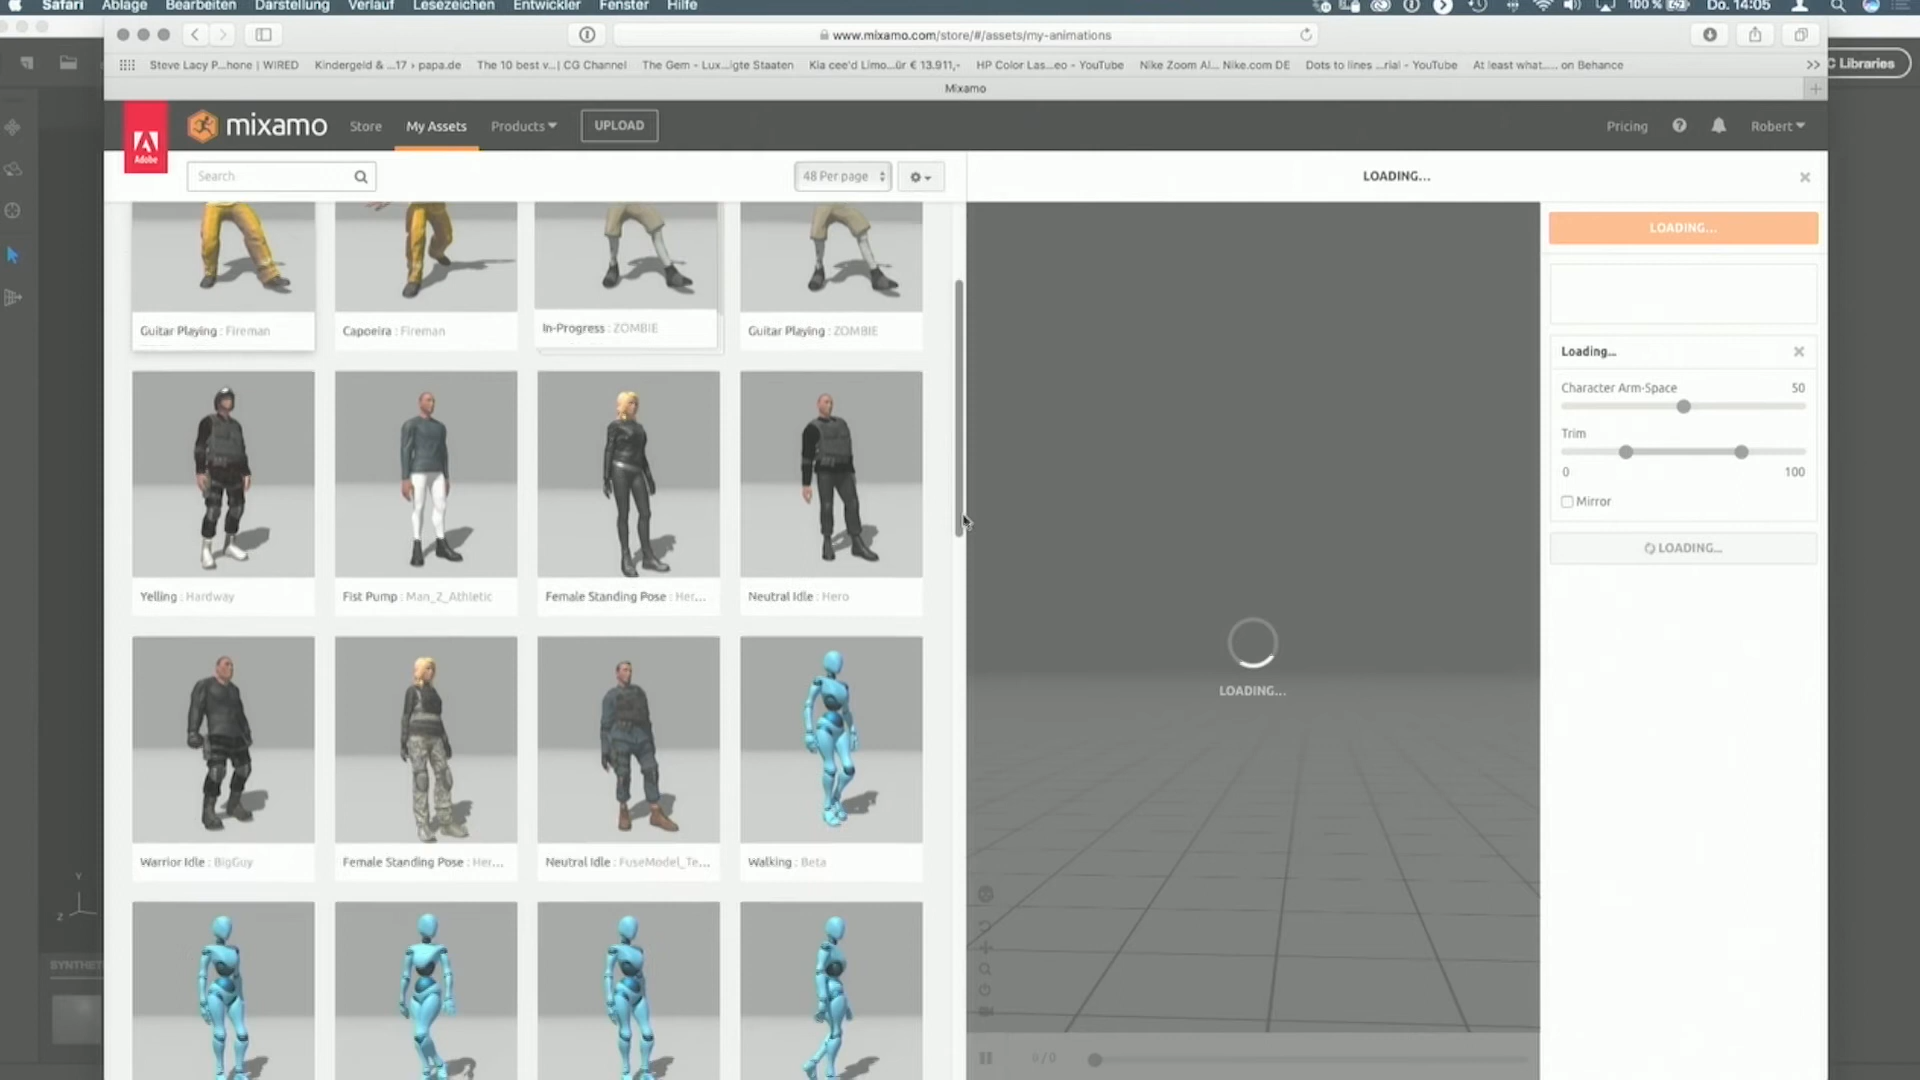 Safari Ablage Bearbeiten Darstellung Verlauf Lesezeichen Entwickler Fenster Hilfe 100 % Do. 14:05
www.mixamo.com/store/#/assets/my-animations
Steve Lacy P...hone | WIRED Kindergeld & ...17 › papa.de The 10 best v...| CG Channel The Gem - Lux...igte Staaten Kia cee'd Limo...ür € 13.911,- HP Color Las...eo - YouTube Nike Zoom Al... Nike.com DE Dots to lines ...rial - YouTube At least what..... on Behance >>
C Libraries
Mixamo
Adobe
mixamo Store My Assets Products UPLOAD Pricing Robert
Search 48 Per page LOADING...
LOADING...
Guitar Playing : Fireman Capoeira : Fireman In-Progress : ZOMBIE Guitar Playing : ZOMBIE
Loading...
Character Arm-Space 50
Trim
0 100
Mirror
LOADING...
Yelling : Hardway Fist Pump : Man_Z_Athletic Female Standing Pose : Her... Neutral Idle : Hero
LOADING...
Warrior Idle : BigGuy Female Standing Pose : Her... Neutral Idle : FuseModel_Te... Walking : Beta
Y
Z
SYNTHE
0 / 0